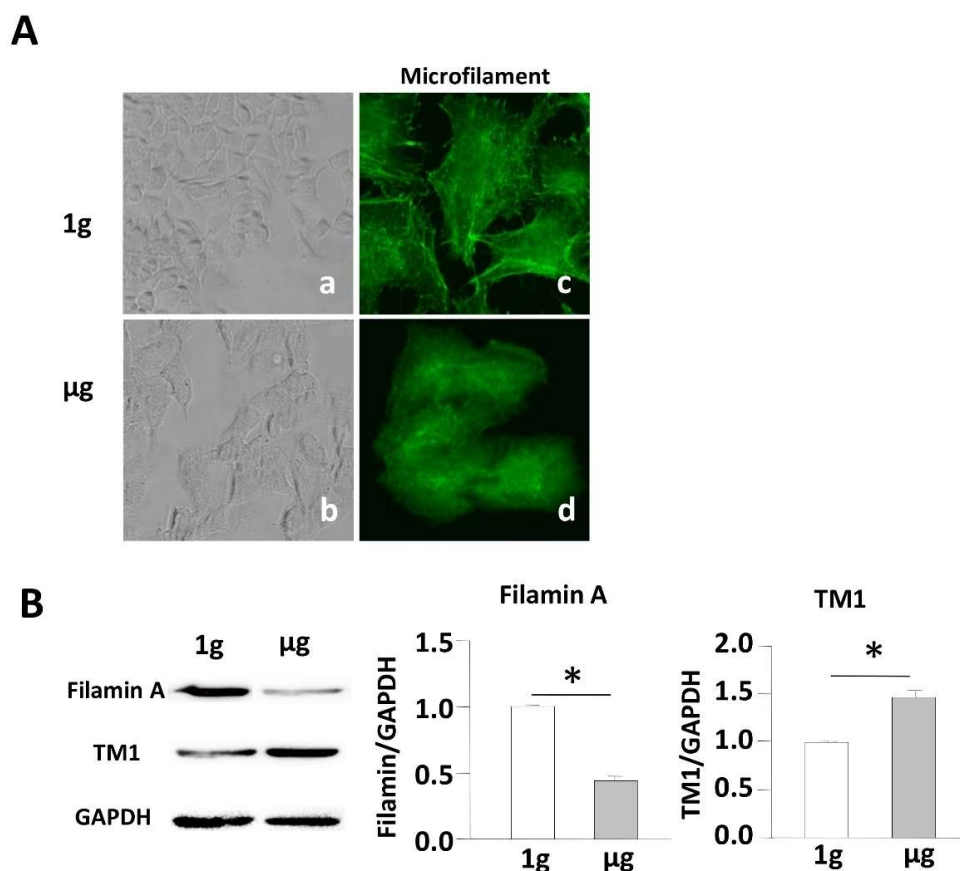 A
Microfilament
1g
a
c
µg
b
d
B
1g µg
Filamin A
TM1
GAPDH
Filamin A
Filamin/GAPDH
1.5
1.0
0.5
0.0
*
1g µg
TM1
TM1/GAPDH
2.0
1.5
1.0
0.5
0.0
*
1g µg